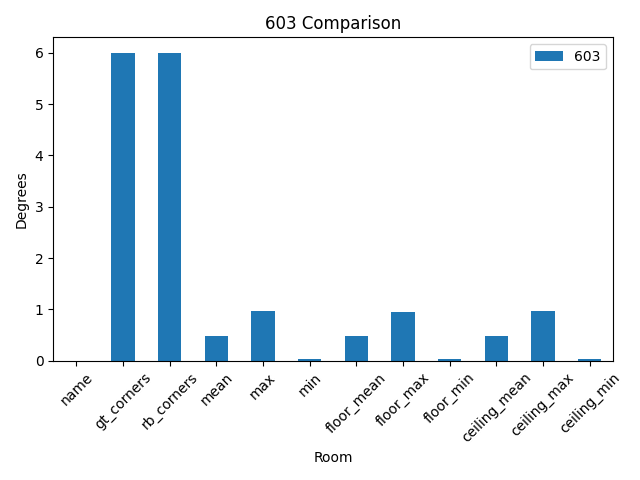 603 Comparison
603
Degrees
6
5
4
3
2
1
0
name
gt_corners
rb_corners
mean
max
min
floor_mean
floor_max
floor_min
ceiling_mean
ceiling_max
ceiling_min
Room